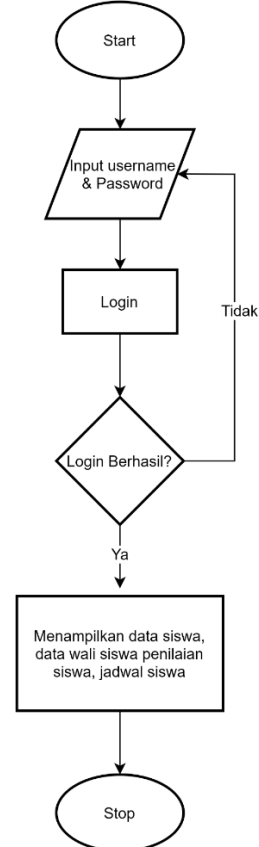 Start
Input username
& Password
Login
Tidak
Login Berhasil?
Ya
Menampilkan data siswa,
data wali siswa penilaian
siswa, jadwal siswa
Stop